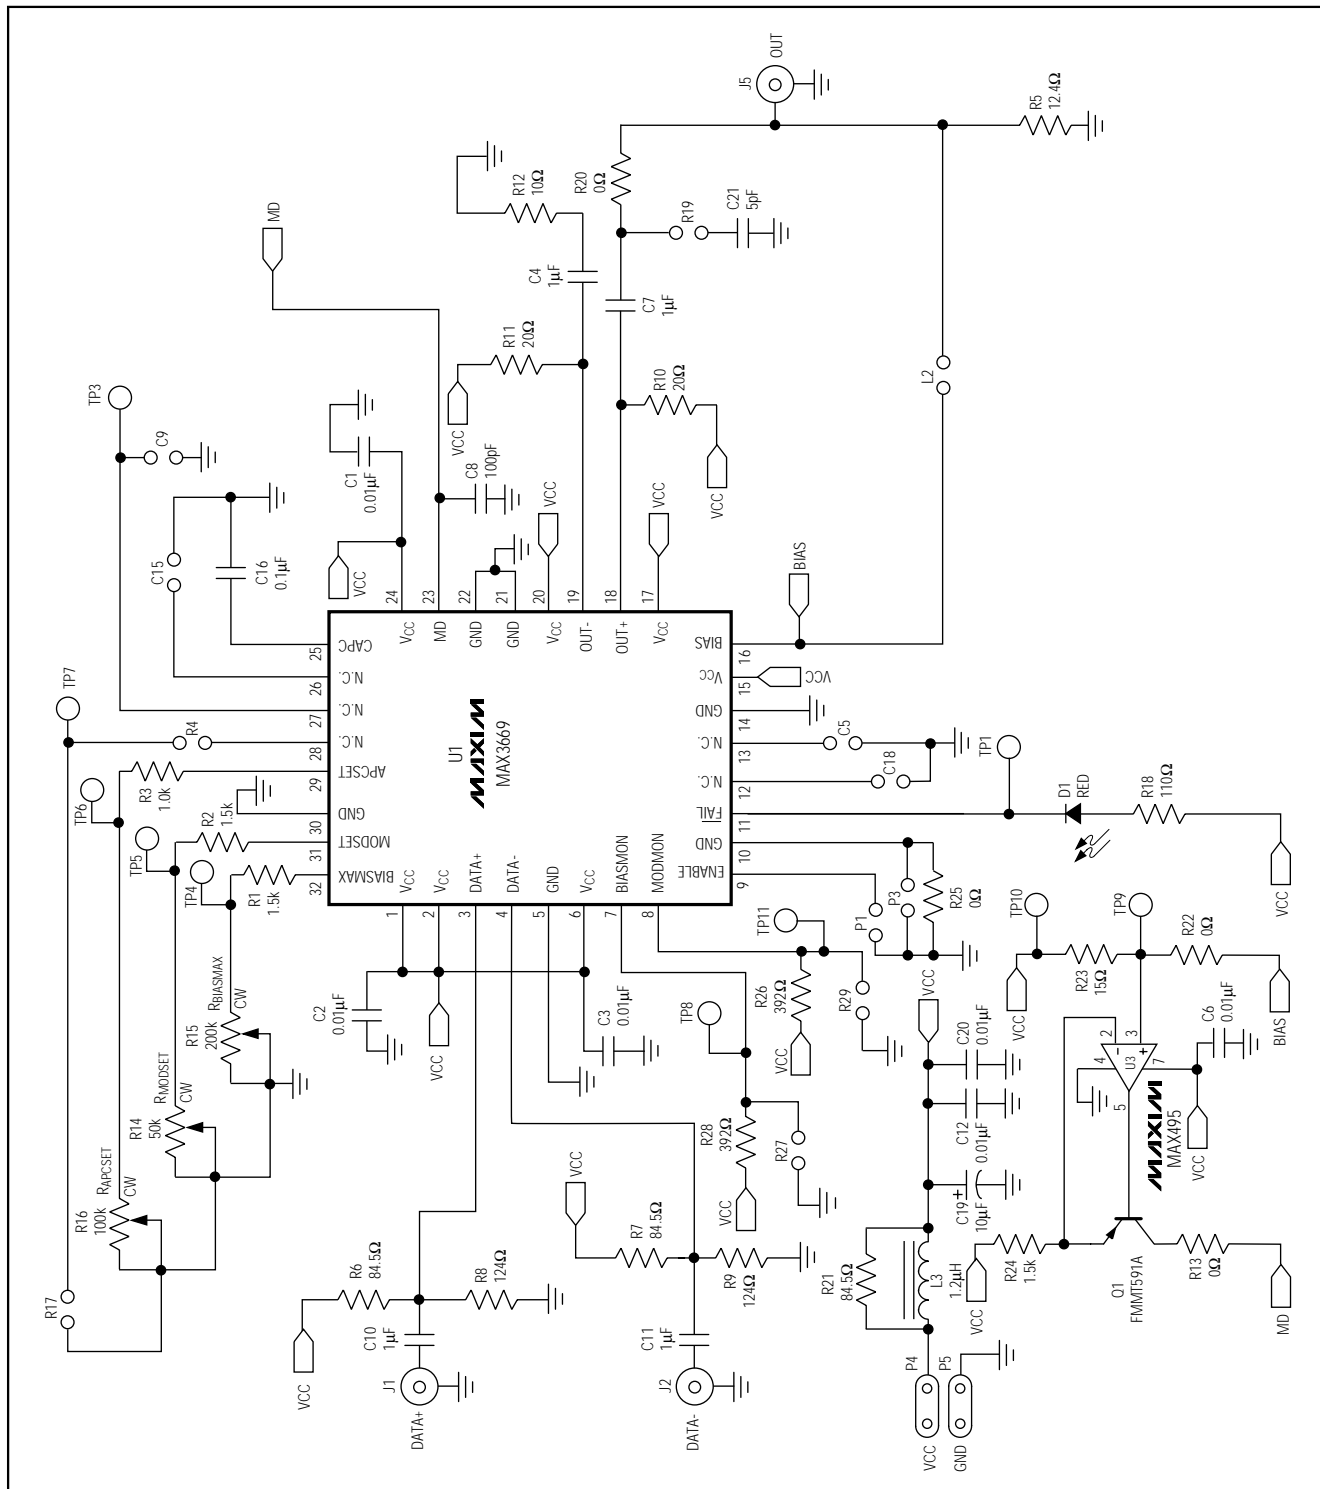 J5
OUT
R5
12.4Ω
MD
R12
10Ω
R20
0Ω
R19
C21
5pF
C4
1µF
C7
1µF
TP3
R11
20Ω
VCC
R10
20Ω
VCC
L2
C9
C1
0.01µF
C8
100pF
VCC
VCC
BIAS
C15
C16
0.1µF
VCC
24
23
22
21
20
19
18
17
VCC
MD
GND
GND
VCC
OUT-
OUT+
VCC
TP7
R4
TP6
R3
1.0k
TP5
R2
1.5k
TP4
R1
1.5k
25
26
27
28
29
30
31
32
CAPC
N.C.
N.C.
N.C.
APCSET
GND
MODSET
BIASMAX
U1
MAXIM
MAX3669
BIAS
VCC
GND
N.C.
N.C.
FAIL
GND
ENABLE
16
15
14
13
12
11
10
9
VCC
C5
C18
TP1
D1
RED
R18
110Ω
VCC
VCC
VCC
DATA+
DATA-
GND
VCC
BIASMON
MODMON
1
2
3
4
5
6
7
8
P1
P3
R25
0Ω
TP11
RBIASMAX
CW
R15
200k
RMODSET
CW
R14
50k
RAPCSET
CW
R16
100k
R17
C2
0.01µF
VCC
C3
0.01µF
TP8
R26
392Ω
VCC
R29
R28
392Ω
VCC
R27
VCC
C20
0.01µF
C12
0.01µF
C19
+
10µF
VCC
TP10
R23
15Ω
TP9
R22
0Ω
BIAS
C6
0.01µF
2
3
4
7
5
-
+
U3
MAXIM
MAX495
VCC
VCC
R24
1.5k
Q1
FMMT591A
R13
0Ω
MD
VCC
R6
84.5Ω
R8
124Ω
C10
1µF
J1
DATA+
VCC
R7
84.5Ω
R9
124Ω
C11
1µF
J2
DATA-
R21
84.5Ω
L3
1.2µH
P4
VCC
P5
GND